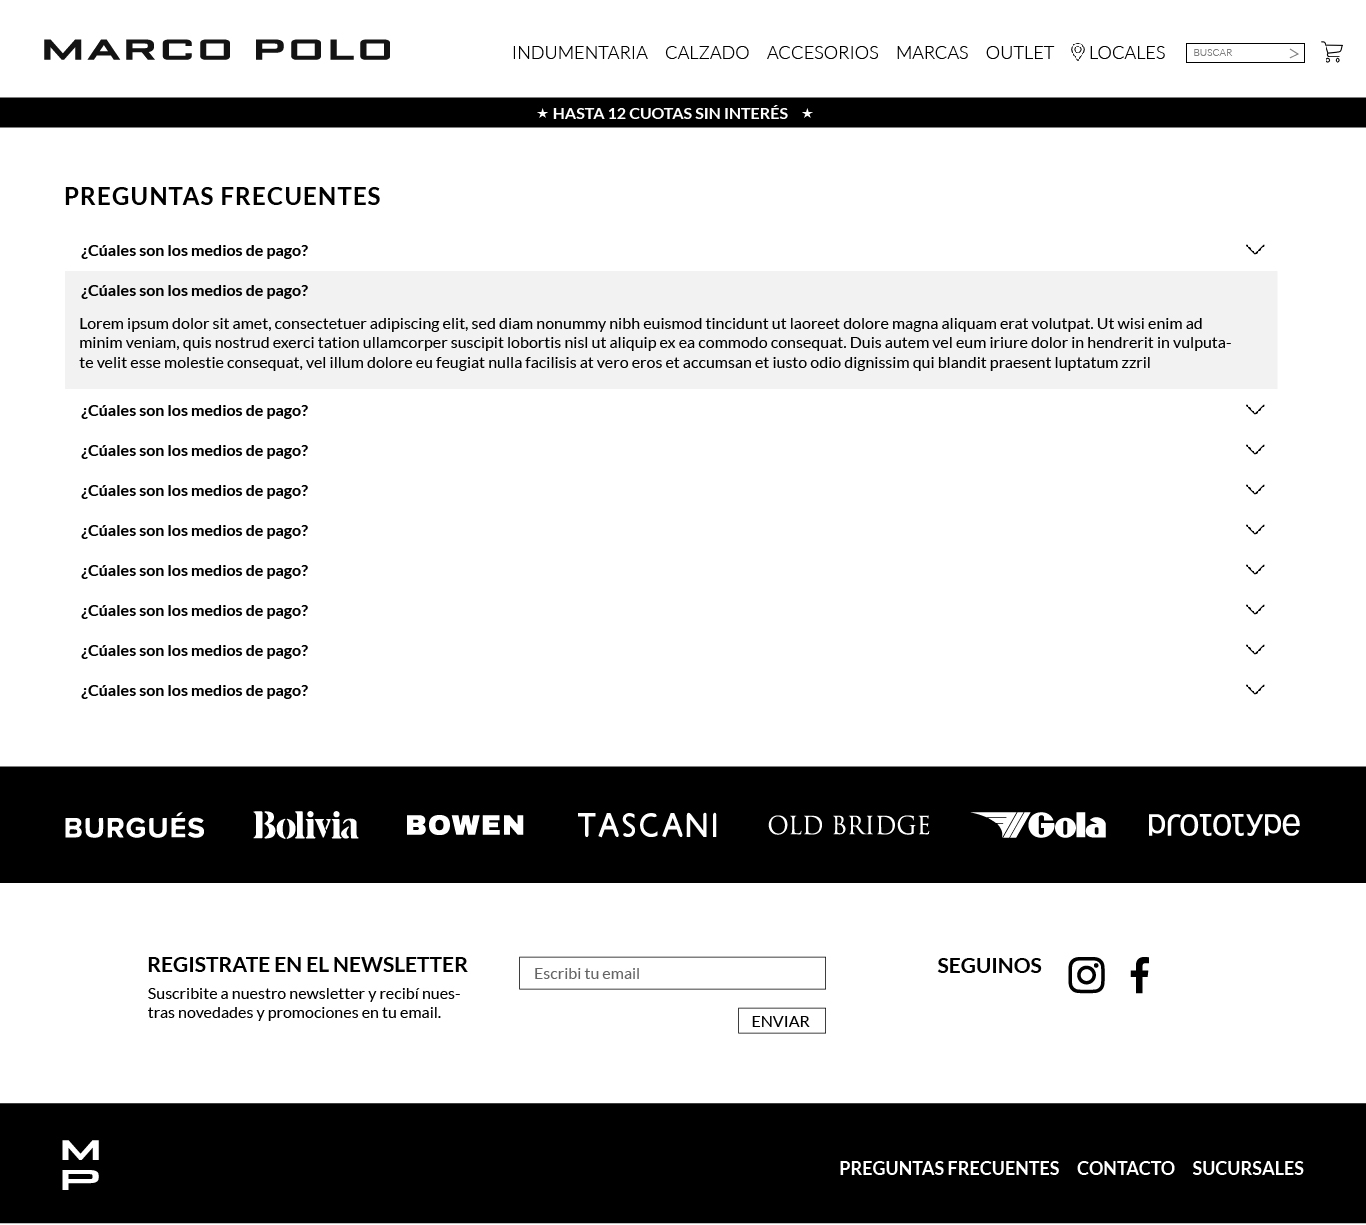 MARCO POLO
INDUMENTARIA CALZADO ACCESORIOS MARCAS OUTLET LOCALES BUSCAR >
★ HASTA 12 CUOTAS SIN INTERÉS ★
PREGUNTAS FRECUENTES
¿Cúales son los medios de pago?
¿Cúales son los medios de pago?
Lorem ipsum dolor sit amet, consectetuer adipiscing elit, sed diam nonummy nibh euismod tincidunt ut laoreet dolore magna aliquam erat volutpat. Ut wisi enim ad
minim veniam, quis nostrud exerci tation ullamcorper suscipit lobortis nisl ut aliquip ex ea commodo consequat. Duis autem vel eum iriure dolor in hendrerit in vulputa-
te velit esse molestie consequat, vel illum dolore eu feugiat nulla facilisis at vero eros et accumsan et iusto odio dignissim qui blandit praesent luptatum zzril
¿Cúales son los medios de pago?
¿Cúales son los medios de pago?
¿Cúales son los medios de pago?
¿Cúales son los medios de pago?
¿Cúales son los medios de pago?
¿Cúales son los medios de pago?
¿Cúales son los medios de pago?
¿Cúales son los medios de pago?
BURGUÉS Bolivia BOWEN TASCANI OLD BRIDGE Gola prototype
REGISTRATE EN EL NEWSLETTER
Suscribite a nuestro newsletter y recibí nues-
tras novedades y promociones en tu email.
Escribi tu email
ENVIAR
SEGUINOS
M
P
PREGUNTAS FRECUENTES CONTACTO SUCURSALES